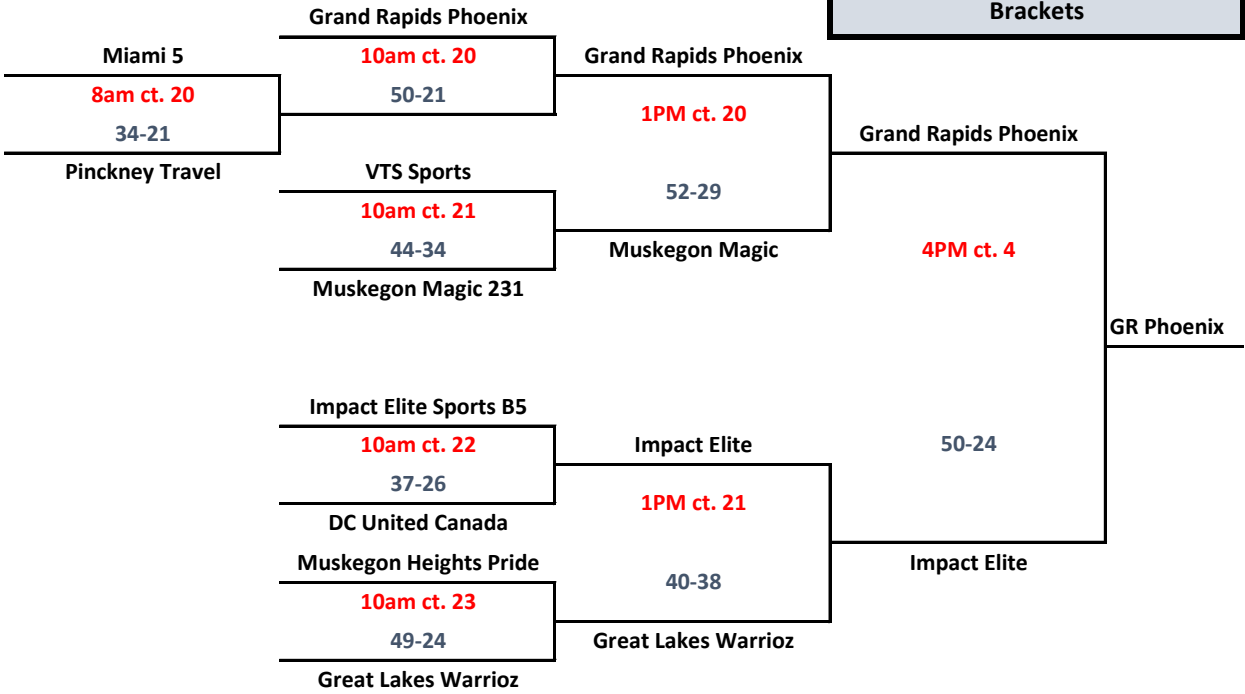 Brackets
Grand Rapids Phoenix
Miami 5
10am ct. 20
Grand Rapids Phoenix
8am ct. 20
50-21
1PM ct. 20
34-21
Grand Rapids Phoenix
Pinckney Travel
VTS Sports
52-29
10am ct. 21
44-34
Muskegon Magic
4PM ct. 4
Muskegon Magic 231
GR Phoenix
Impact Elite Sports B5
10am ct. 22
Impact Elite
50-24
37-26
1PM ct. 21
DC United Canada
Muskegon Heights Pride
Impact Elite
40-38
10am ct. 23
49-24
Great Lakes Warrioz
Great Lakes Warrioz